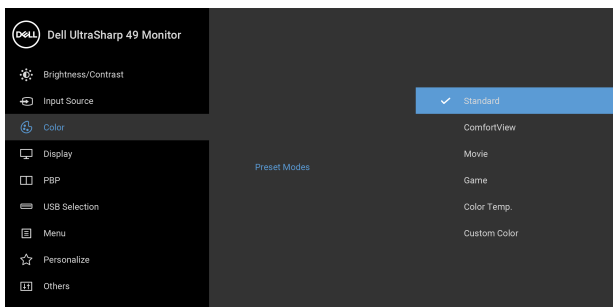 DELL Dell UltraSharp 49 Monitor
Brightness/Contrast
Input Source
Color
Display
PBP
USB Selection
Menu
Personalize
Others
Preset Modes
Standard
ComfortView
Movie
Game
Color Temp.
Custom Color